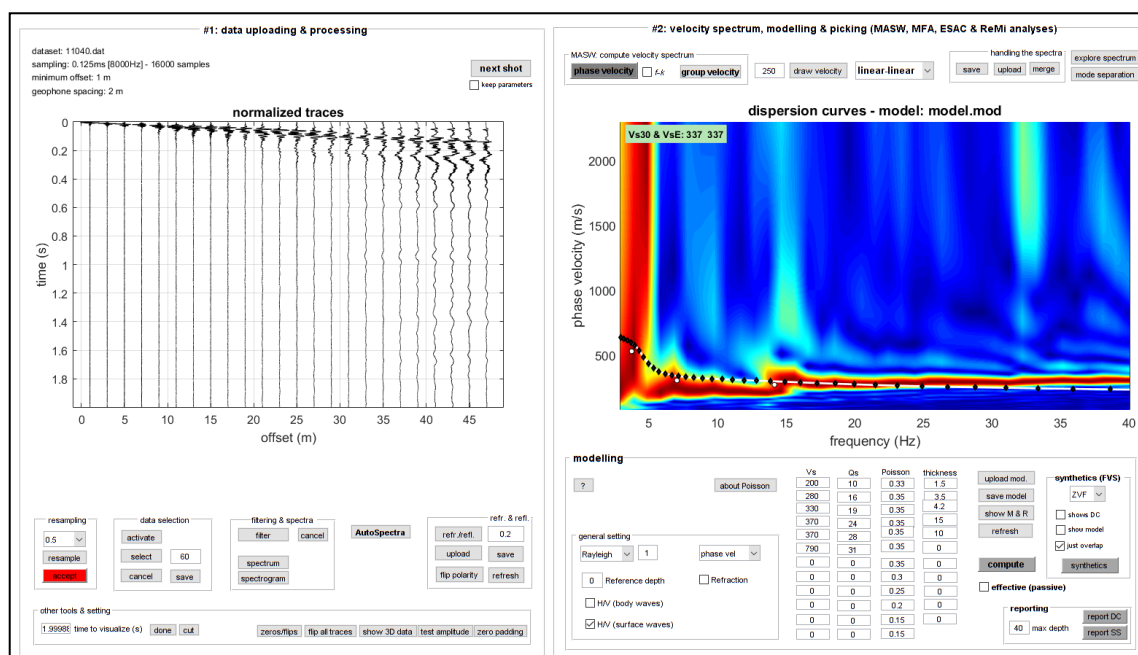 #1: data uploading & processing
dataset: 11040.dat
sampling: 0.125ms [8000Hz] - 16000 samples
minimum offset: 1 m
geophone spacing: 2 m
next shot
keep parameters
normalized traces
0
0.2
0.4
0.6
0.8
1
1.2
1.4
1.6
1.8
time (s)
0 5 10 15 20 25 30 35 40 45
offset (m)
resampling
0.5
resample
accept
data selection
activate
select 60
cancel save
filtering & spectra
filter cancel
spectrum
spectrogram
AutoSpectra
refr. & refl.
refr./refl. 0.2
upload save
flip polarity refresh
other tools & setting
1.99988 time to visualize (s) done cut
zeros/flips flip all traces show 3D data test amplitude zero padding
#2: velocity spectrum, modelling & picking (MASW, MFA, ESAC & ReMi analyses)
MASW: compute velocity spectrum
phase velocity f-k group velocity 250 draw velocity linear-linear
handing the spectra
save upload merge
explore spectrum
mode separation
dispersion curves - model: model.mod
Vs30 & VsE: 337 337
2000
1500
1000
500
phase velocity (m/s)
5 10 15 20 25 30 35 40
frequency (Hz)
modelling
? about Poisson
general setting
Rayleigh 1 phase vel
0 Reference depth Refraction
H/V (body waves)
H/V (surface waves)
Vs Qs Poisson thickness
200 10 0.33 1.5
280 16 0.35 3.5
330 19 0.35 4.2
370 24 0.35 15
370 28 0.35 10
790 31 0.35 0
0 0 0.35 0
0 0 0.3 0
0 0 0.25 0
0 0 0.2 0
0 0 0.15 0
0 0 0.15
upload mod.
save model
show M & R
refresh
compute
effective (passive)
synthetics (FVS)
ZVF
shows DC
show model
just overlap
synthetics
reporting
40 max depth
report DC
report SS